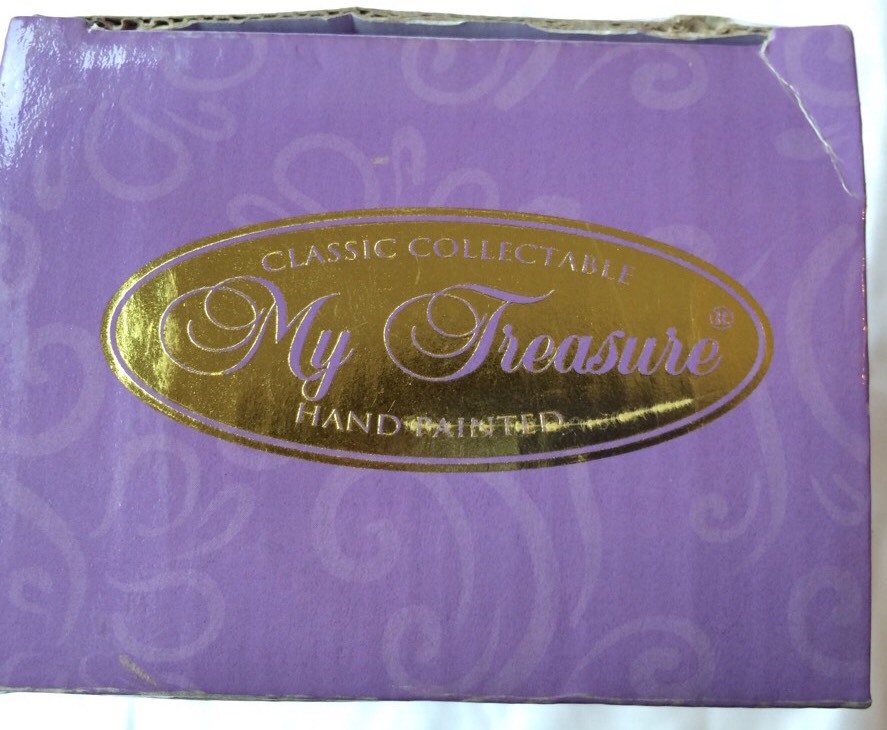 CLASSIC COLLECTABLE
My Treasure®
HAND PAINTED